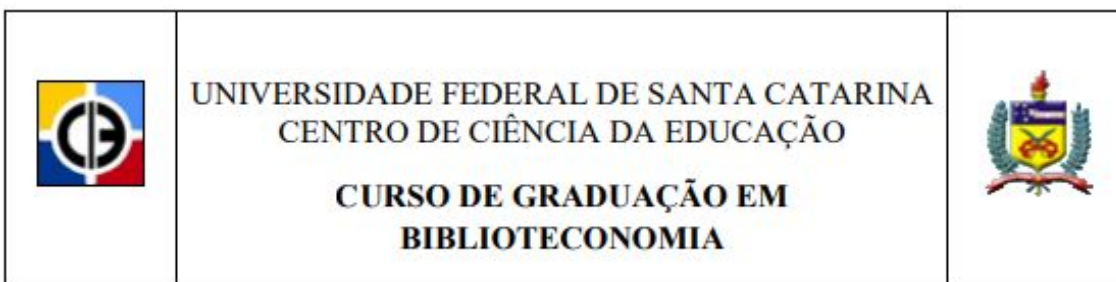 UNIVERSIDADE FEDERAL DE SANTA CATARINA
CENTRO DE CIÊNCIA DA EDUCAÇÃO
CURSO DE GRADUAÇÃO EM
BIBLIOTECONOMIA